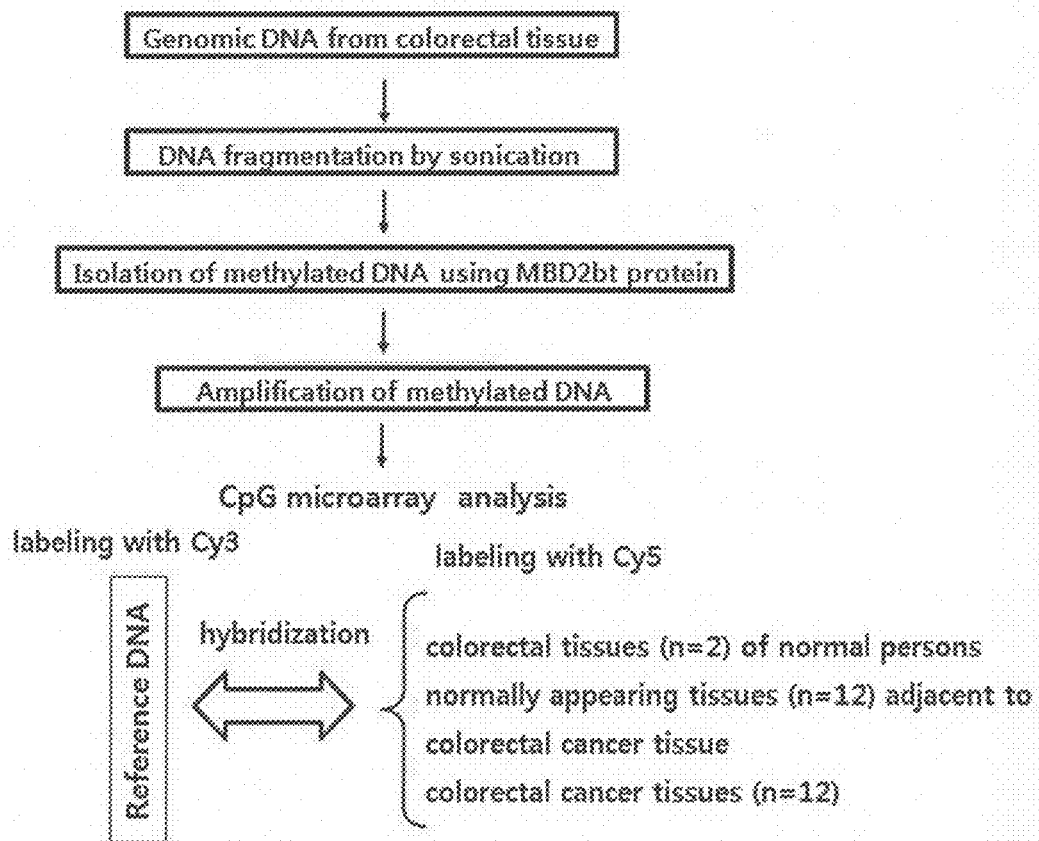 Genomic DNA from colorectal tissue
DNA fragmentation by sonication
Isolation of methylated DNA using MBD2bt protein
Amplification of methylated DNA
CpG microarray analysis
labeling with Cy3
labeling with Cy5
Reference DNA
hybridization
colorectal tissues (n=2) of normal persons
normally appearing tissues (n=12) adjacent to
colorectal cancer tissue
colorectal cancer tissues (n=12)